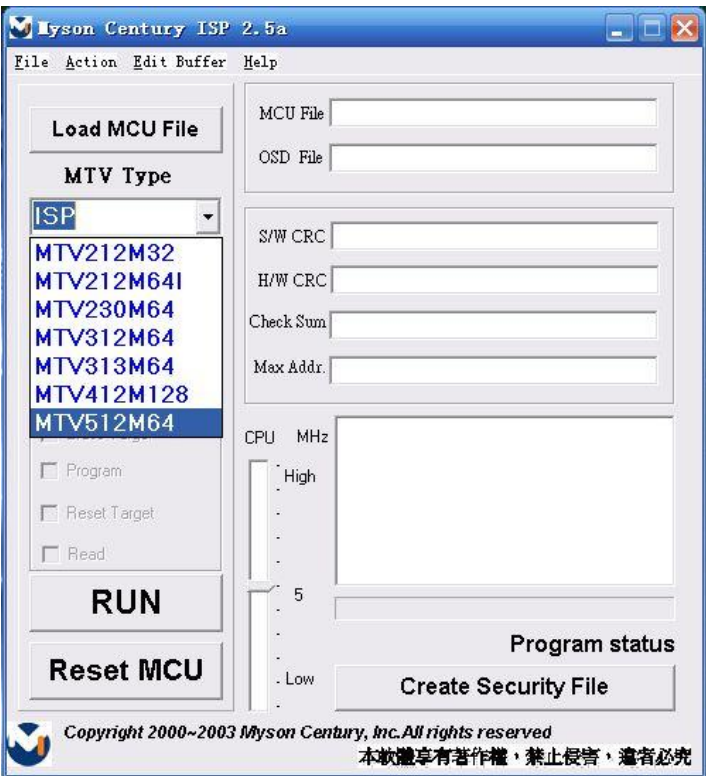 Myson Century ISP 2.5a
File Action Edit Buffer Help
Load MCU File
MTV Type
ISP
MTV212M32
MTV212M64I
MTV230M64
MTV312M64
MTV313M64
MTV412M128
MTV512M64
Program
Reset Target
Read
RUN
Reset MCU
MCU File
OSD File
S/W CRC
H/W CRC
Check Sum
Max Addr.
CPU MHz
High
5
Low
Program status
Create Security File
Copyright 2000~2003 Myson Century, Inc.All rights reserved
本軟體享有著作權，禁止侵害，違者必究